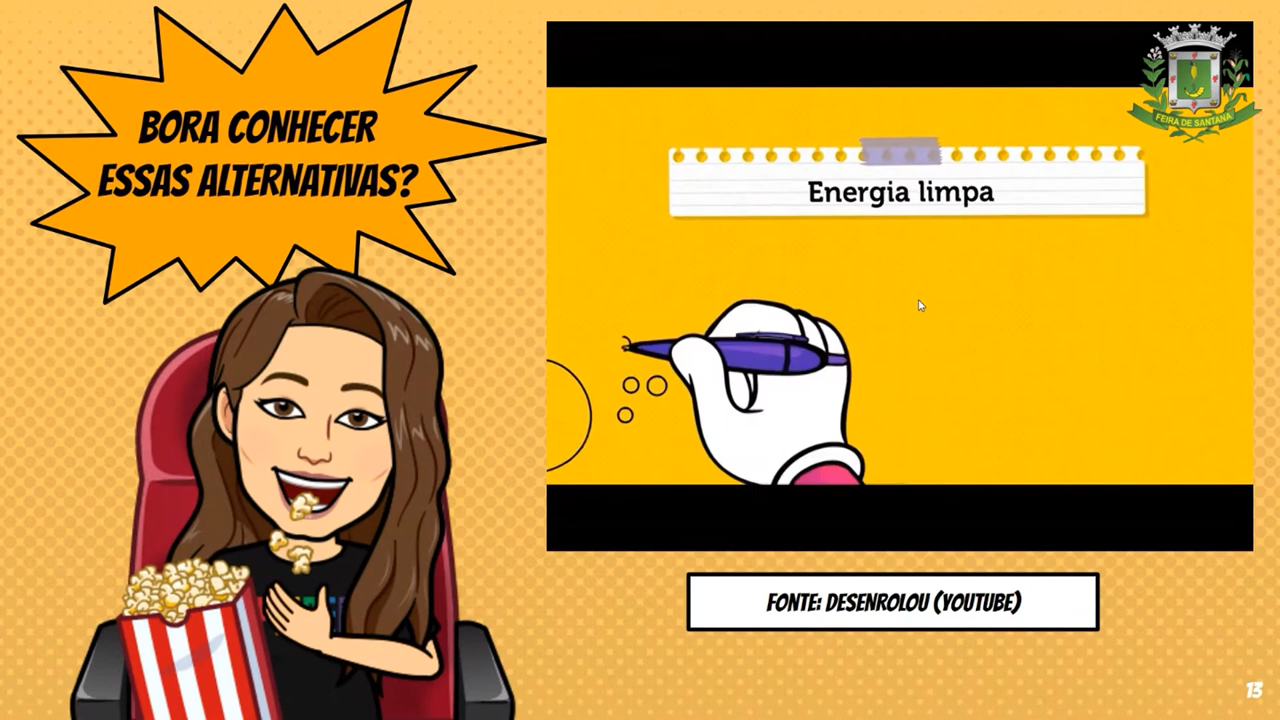 BORA CONHECER
ESSAS ALTERNATIVAS?
FEIRA DE SANTANA
Energia limpa
FONTE: DESENROLOU (YOUTUBE)
13